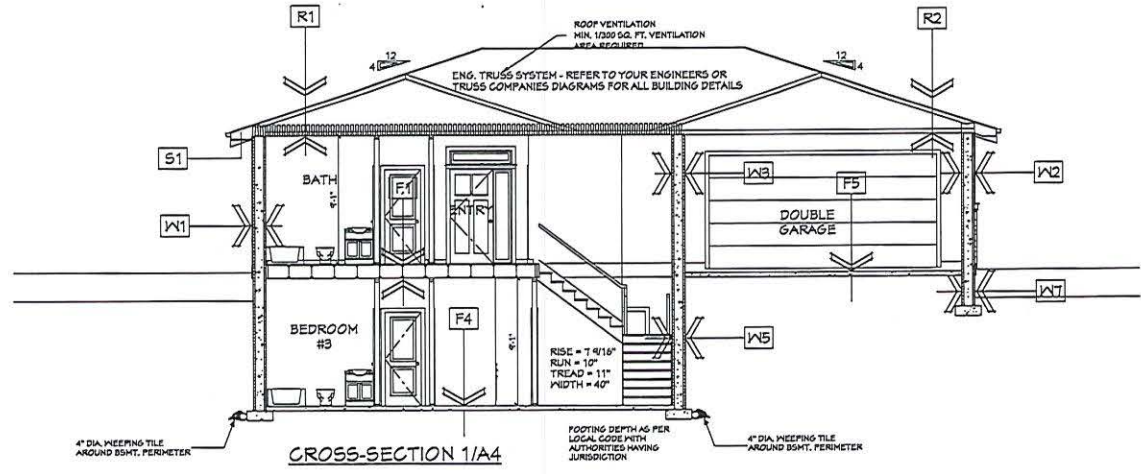 R1
R2
ROOF VENTILATION
MIN. 1/300 SQ. FT. VENTILATION
AREA REQUIRED
12
4
12
4
ENG. TRUSS SYSTEM - REFER TO YOUR ENGINEERS OR
TRUSS COMPANIES DIAGRAMS FOR ALL BUILDING DETAILS
S1
BATH
9'-1"
F1
ENTRY
W3
W2
F5
W1
DOUBLE
GARAGE
W7
BEDROOM
#3
F4
9'-1"
W5
RISE = 7 9/16"
RUN = 10"
TREAD = 11"
WIDTH = 40"
4" DIA. WEEPING TILE
AROUND BSMT. PERIMETER
FOOTING DEPTH AS PER
LOCAL CODE WITH
AUTHORITIES HAVING
JURISDICTION
4" DIA. WEEPING TILE
AROUND BSMT. PERIMETER
CROSS-SECTION 1/A4